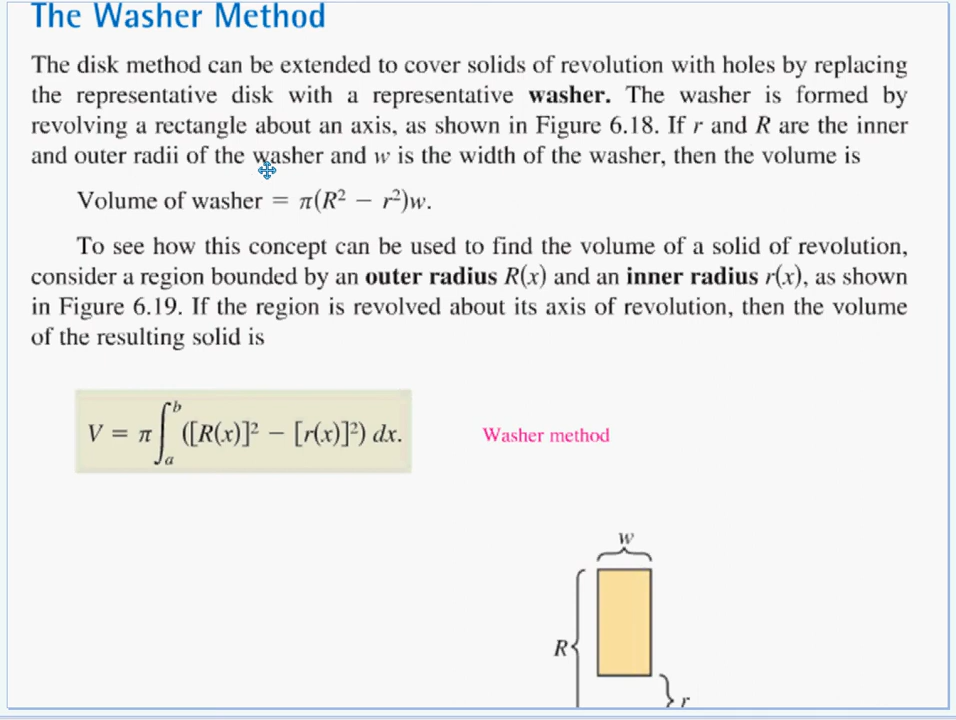 The Washer Method
The disk method can be extended to cover solids of revolution with holes by replacing
the representative disk with a representative washer. The washer is formed by
revolving a rectangle about an axis, as shown in Figure 6.18. If r and R are the inner
and outer radii of the washer and w is the width of the washer, then the volume is
Volume of washer = π(R² − r²)w.
To see how this concept can be used to find the volume of a solid of revolution,
consider a region bounded by an outer radius R(x) and an inner radius r(x), as shown
in Figure 6.19. If the region is revolved about its axis of revolution, then the volume
of the resulting solid is
V = π∫ₐᵇ ([R(x)]² − [r(x)]²) dx. Washer method
w
R
r